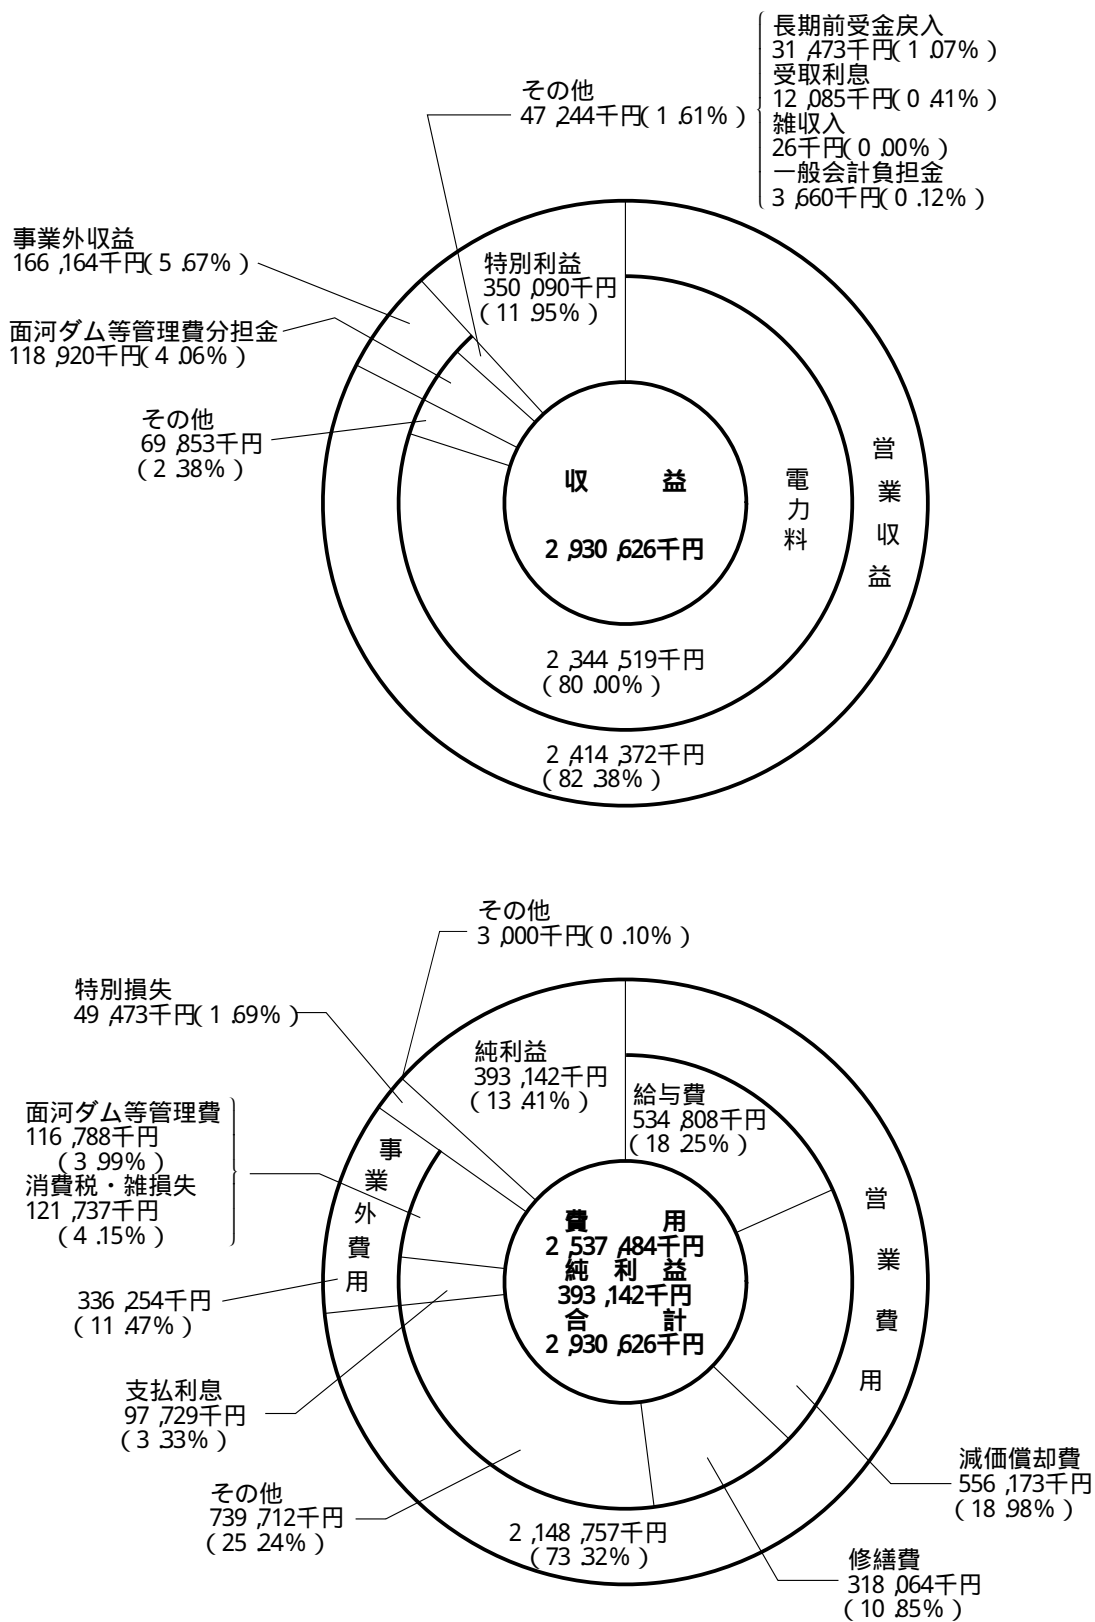 長期前受金戻入
31,473千円(1.07%)
受取利息
12,085千円(0.41%)
雑収入
26千円(0.00%)
一般会計負担金
3,660千円(0.12%)
その他
47,244千円(1.61%)
事業外収益
166,164千円(5.67%)
特別利益
350,090千円
(11.95%)
面河ダム等管理費分担金
118,920千円(4.06%)
その他
69,853千円
(2.38%)
収益
2,930,626千円
電力料
営業収益
2,344,519千円
(80.00%)
2,414,372千円
(82.38%)
その他
3,000千円(0.10%)
特別損失
49,473千円(1.69%)
純利益
393,142千円
(13.41%)
給与費
534,808千円
(18.25%)
面河ダム等管理費
116,788千円
(3.99%)
消費税・雑損失
121,737千円
(4.15%)
事業外費用
336,254千円
(11.47%)
費用
2,537,484千円
純利益
393,142千円
合計
2,930,626千円
営業費用
支払利息
97,729千円
(3.33%)
その他
739,712千円
(25.24%)
2,148,757千円
(73.32%)
減価償却費
556,173千円
(18.98%)
修繕費
318,064千円
(10.85%)